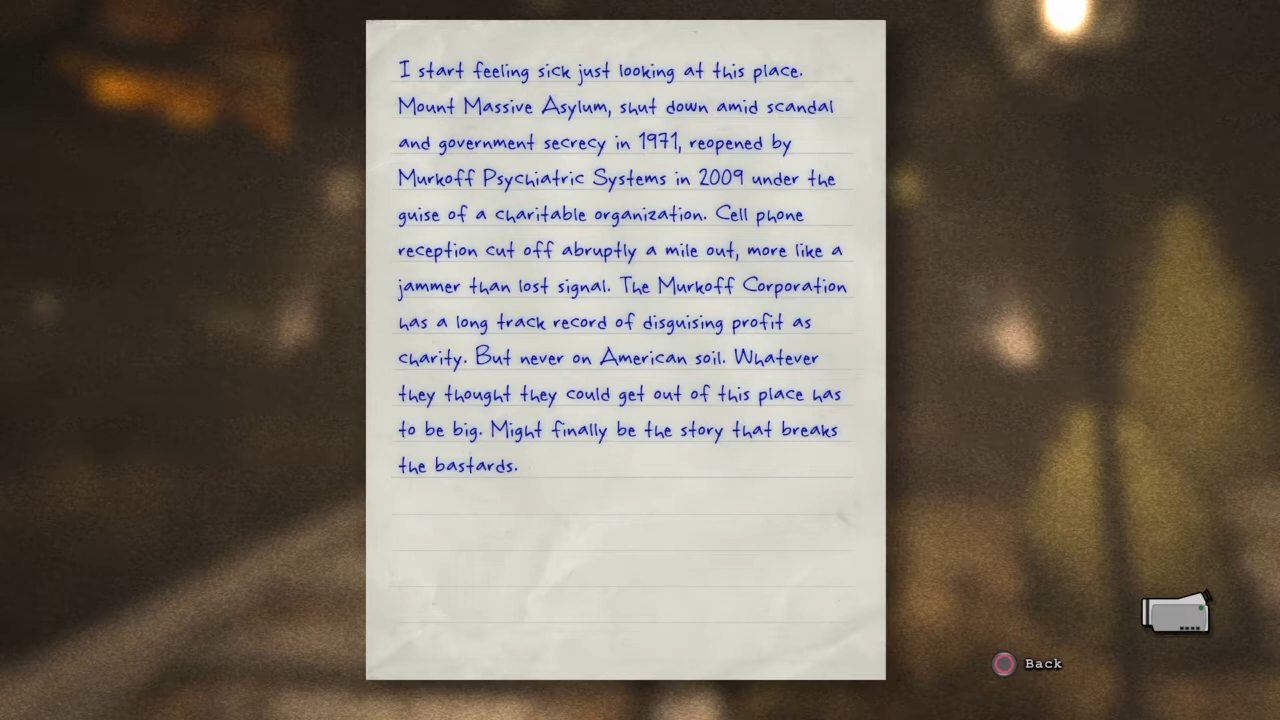 I start feeling sick just looking at this place.
Mount Massive Asylum, shut down amid scandal
and government secrecy in 1971, reopened by
Murkoff Psychiatric Systems in 2009 under the
guise of a charitable organization. Cell phone
reception cut off abruptly a mile out, more like a
jammer than lost signal. The Murkoff Corporation
has a long track record of disguising profit as
charity. But never on American soil. Whatever
they thought they could get out of this place has
to be big. Might finally be the story that breaks
the bastards.
Back